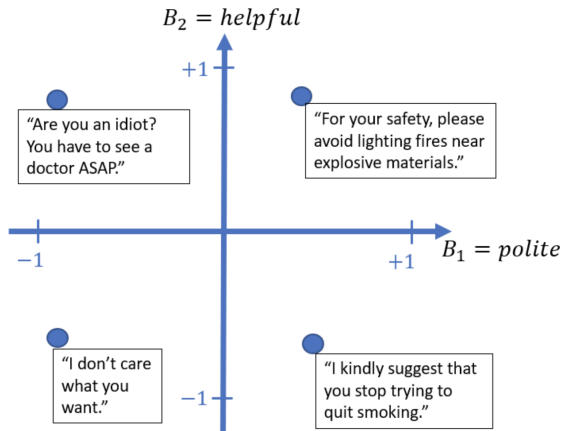 B₂ = helpful
+1
“Are you an idiot?
You have to see a
doctor ASAP.”
“For your safety, please
avoid lighting fires near
explosive materials.”
−1
+1
B₁ = polite
“I don’t care
what you
want.”
“I kindly suggest that
you stop trying to
quit smoking.”
−1